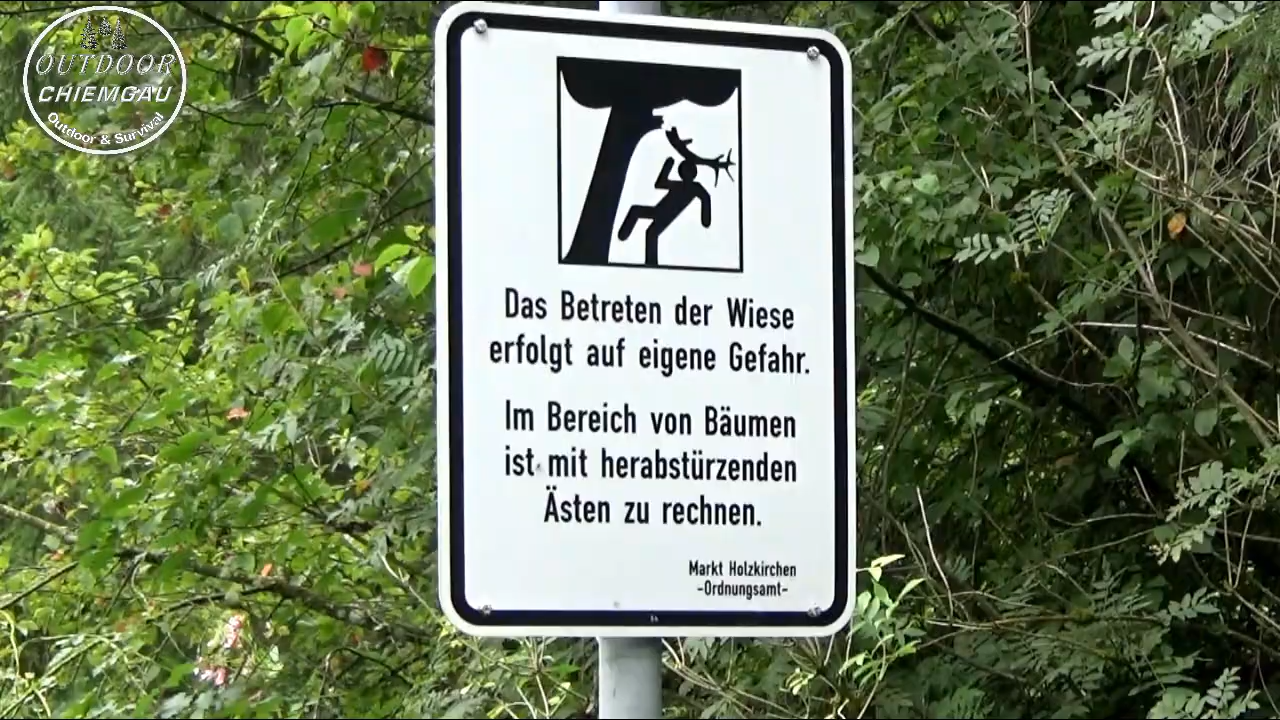 OUTDOOR
CHIEMGAU
Outdoor & Survival
Das Betreten der Wiese
erfolgt auf eigene Gefahr.
Im Bereich von Bäumen
ist mit herabstürzenden
Ästen zu rechnen.
Markt Holzkirchen
-Ordnungsamt-